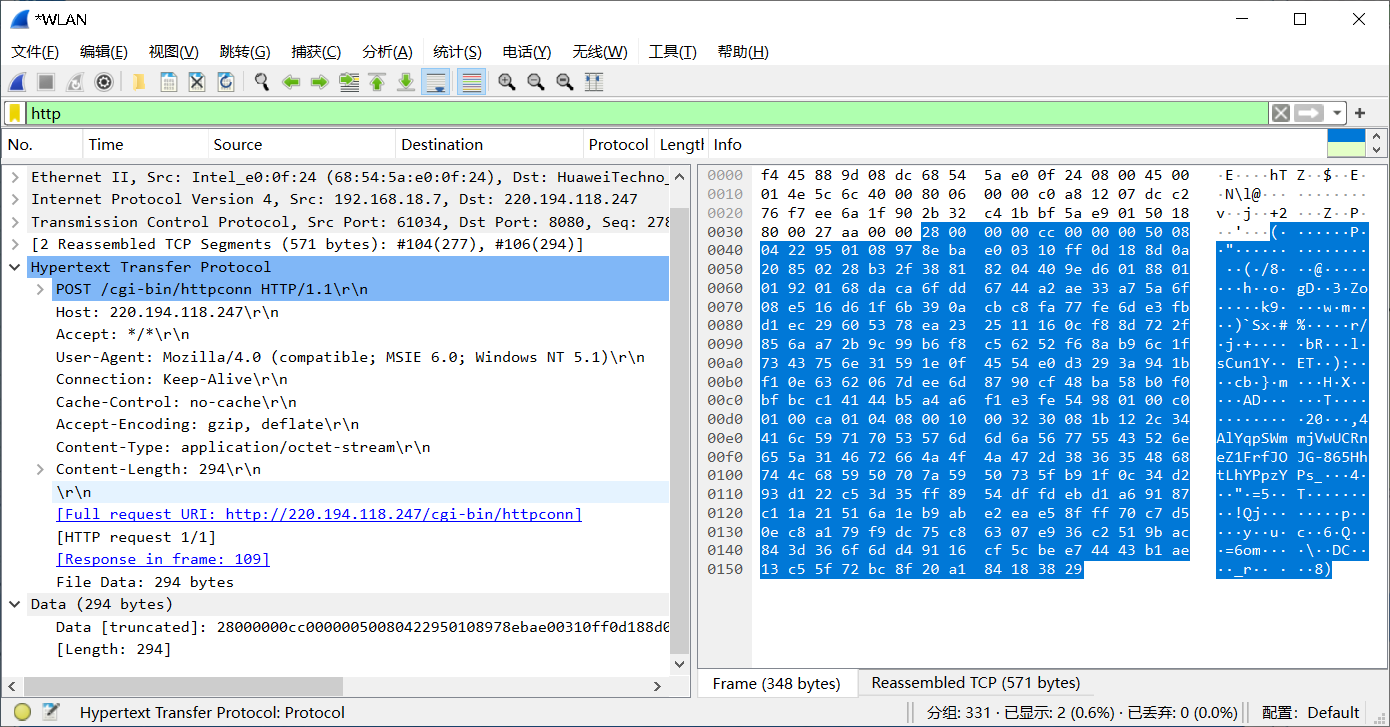 *WLAN
文件(F) 编辑(E) 视图(V) 跳转(G) 捕获(C) 分析(A) 统计(S) 电话(Y) 无线(W) 工具(T) 帮助(H)
http
No. Time Source Destination Protocol Lengtl Info
Ethernet II, Src: Intel_e0:0f:24 (68:54:5a:e0:0f:24), Dst: HuaweiTechno_
Internet Protocol Version 4, Src: 192.168.18.7, Dst: 220.194.118.247
Transmission Control Protocol, Src Port: 61034, Dst Port: 8080, Seq: 278
[2 Reassembled TCP Segments (571 bytes): #104(277), #106(294)]
Hypertext Transfer Protocol
POST /cgi-bin/httpconn HTTP/1.1\r\n
Host: 220.194.118.247\r\n
Accept: */*\r\n
User-Agent: Mozilla/4.0 (compatible; MSIE 6.0; Windows NT 5.1)\r\n
Connection: Keep-Alive\r\n
Cache-Control: no-cache\r\n
Accept-Encoding: gzip, deflate\r\n
Content-Type: application/octet-stream\r\n
Content-Length: 294\r\n
\r\n
[Full request URI: http://220.194.118.247/cgi-bin/httpconn]
[HTTP request 1/1]
[Response in frame: 109]
File Data: 294 bytes
Data (294 bytes)
Data [truncated]: 28000000cc00000050080422950108978ebae00310ff0d188d0
[Length: 294]
0000 f4 45 88 9d 08 dc 68 54 5a e0 0f 24 08 00 45 00 ·E····hT Z··$··E·
0010 01 4e 5c 6c 40 00 80 06 00 00 c0 a8 12 07 dc c2 ·N\l@··· ········
0020 76 f7 ee 6a 1f 90 2b 32 c4 1b bf 5a e9 01 50 18 v··j··+2 ···Z··P·
0030 80 00 27 aa 00 00 28 00 00 00 cc 00 00 00 50 08 ··'···(· ······P·
0040 04 22 95 01 08 97 8e ba e0 03 10 ff 0d 18 8d 0a ·"······ ········
0050 20 85 02 28 b3 2f 38 81 82 04 40 9e d6 01 88 01 ··(·/8· ··@·····
0060 01 92 01 68 da ca 6f dd 67 44 a2 ae 33 a7 5a 6f ···h··o· gD··3·Zo
0070 08 e5 16 d1 6f 6b 39 0a cb c8 fa 77 fe 6d e3 fb ····k9· ···w·m··
0080 d1 ec 29 60 53 78 ea 23 25 11 16 0c f8 8d 72 2f ··)`Sx·# %·····r/
0090 85 6a a7 2b 9c 99 b6 f8 c5 62 52 f6 8a b9 6c 1f ·j·+···· ·bR···l·
00a0 73 43 75 6e 31 59 1e 0f 45 54 e0 d3 29 3a 94 1b sCun1Y·· ET··):··
00b0 f1 0e 63 62 06 7d ee 6d 87 90 cf 48 ba 58 b0 f0 ··cb·}·m ···H·X··
00c0 bf bc c1 41 44 b5 a4 a6 f1 e3 fe 54 98 01 00 c0 ···AD··· ···T····
00d0 01 00 ca 01 04 08 00 10 00 32 30 08 1b 12 2c 34 ········ ·20···,4
00e0 41 6c 59 71 70 53 57 6d 6d 6a 56 77 55 43 52 6e AlYqpSWm mjVwUCRn
00f0 65 5a 31 46 72 66 4a 4f 4a 47 2d 38 36 35 48 68 eZ1FrfJO JG-865Hh
0100 74 4c 68 59 50 70 7a 59 50 73 5f b9 1f 0c 34 d2 tLhYPpzY Ps_···4·
0110 93 d1 22 c5 3d 35 ff 89 54 df fd eb d1 a6 91 87 ··"·=5·· T·······
0120 c1 1a 21 51 6a 1e b9 ab e2 ea e5 8f ff 70 c7 d5 ··!Qj··· ·····p··
0130 0e c8 a1 79 f9 dc 75 c8 63 07 e9 36 c2 51 9b ac ···y··u· c··6·Q··
0140 84 3d 36 6f 6d d4 91 16 cf 5c be e7 44 43 b1 ae ·=6om··· ·\··DC··
0150 13 c5 5f 72 bc 8f 20 a1 84 18 38 29 ··_r·· · ··8)
Frame (348 bytes) Reassembled TCP (571 bytes)
Hypertext Transfer Protocol: Protocol 分组: 331 · 已显示: 2 (0.6%) · 已丢弃: 0 (0.0%) 配置: Default